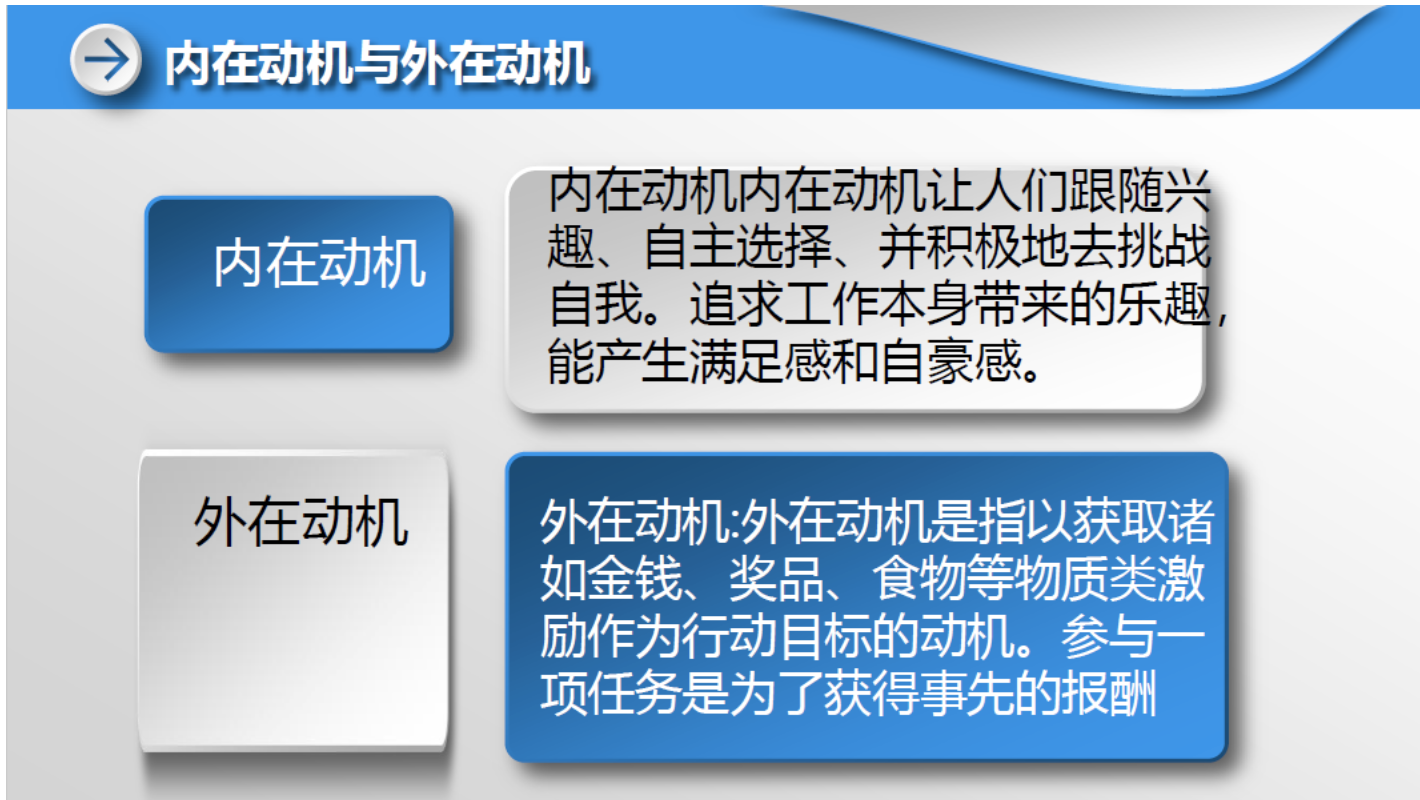 内在动机与外在动机
内在动机
内在动机内在动机让人们跟随兴
趣、自主选择、并积极地去挑战
自我。追求工作本身带来的乐趣,
能产生满足感和自豪感。
外在动机
外在动机:外在动机是指以获取诸
如金钱、奖品、食物等物质类激
励作为行动目标的动机。参与一
项任务是为了获得事先的报酬